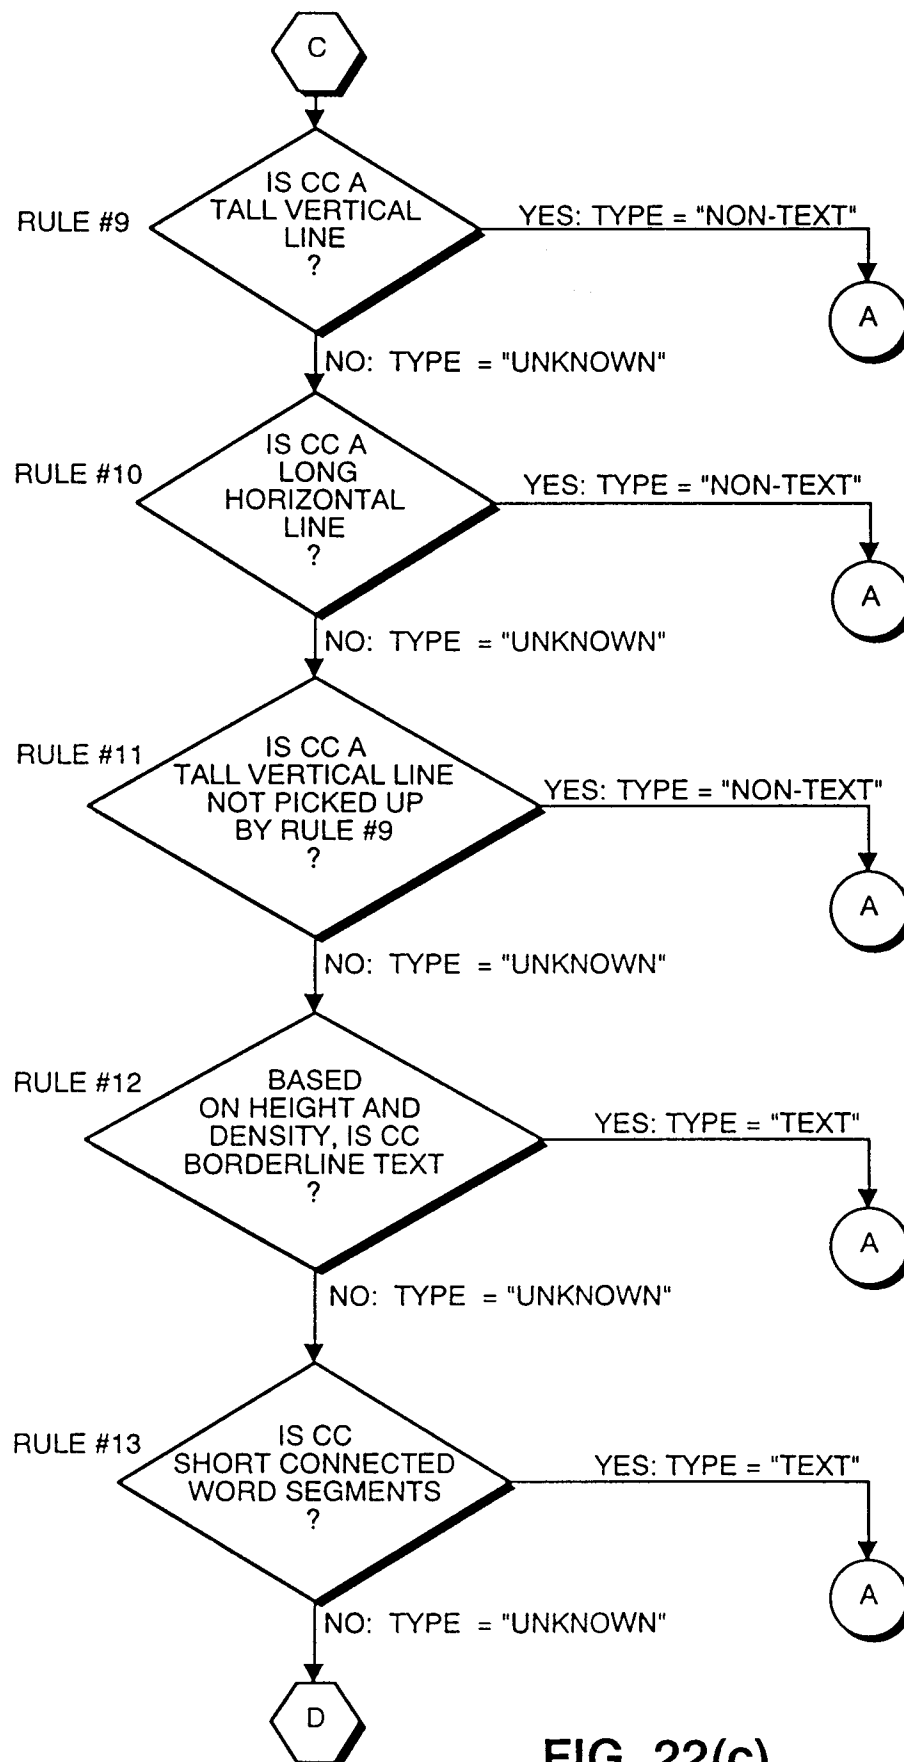 C
IS CC A
TALL VERTICAL
LINE
?
RULE #9
YES: TYPE = "NON-TEXT"
A
NO: TYPE = "UNKNOWN"
IS CC A
LONG
HORIZONTAL
LINE
?
RULE #10
YES: TYPE = "NON-TEXT"
A
NO: TYPE = "UNKNOWN"
IS CC A
TALL VERTICAL LINE
NOT PICKED UP
BY RULE #9
?
RULE #11
YES: TYPE = "NON-TEXT"
A
NO: TYPE = "UNKNOWN"
BASED
ON HEIGHT AND
DENSITY, IS CC
BORDERLINE TEXT
?
RULE #12
YES: TYPE = "TEXT"
A
NO: TYPE = "UNKNOWN"
IS CC
SHORT CONNECTED
WORD SEGMENTS
?
RULE #13
YES: TYPE = "TEXT"
A
NO: TYPE = "UNKNOWN"
D
FIG. 22(c)